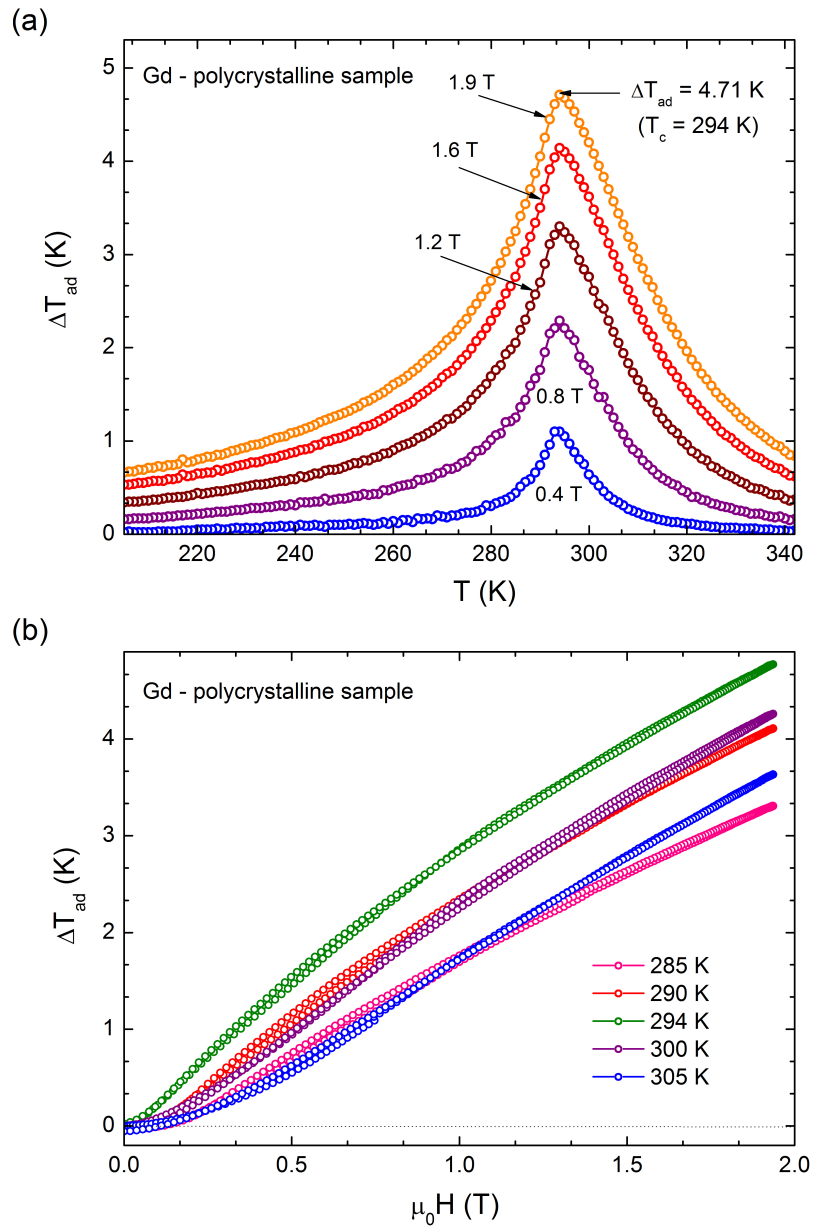 (a)
Gd - polycrystalline sample
1.9 T
ΔT_ad = 4.71 K
(T_c = 294 K)
1.6 T
1.2 T
0.8 T
0.4 T
5
4
3
2
1
0
ΔT_ad (K)
220 240 260 280 300 320 340
T (K)
(b)
Gd - polycrystalline sample
4
3
2
1
0
ΔT_ad (K)
285 K
290 K
294 K
300 K
305 K
0.0 0.5 1.0 1.5 2.0
μ₀H (T)